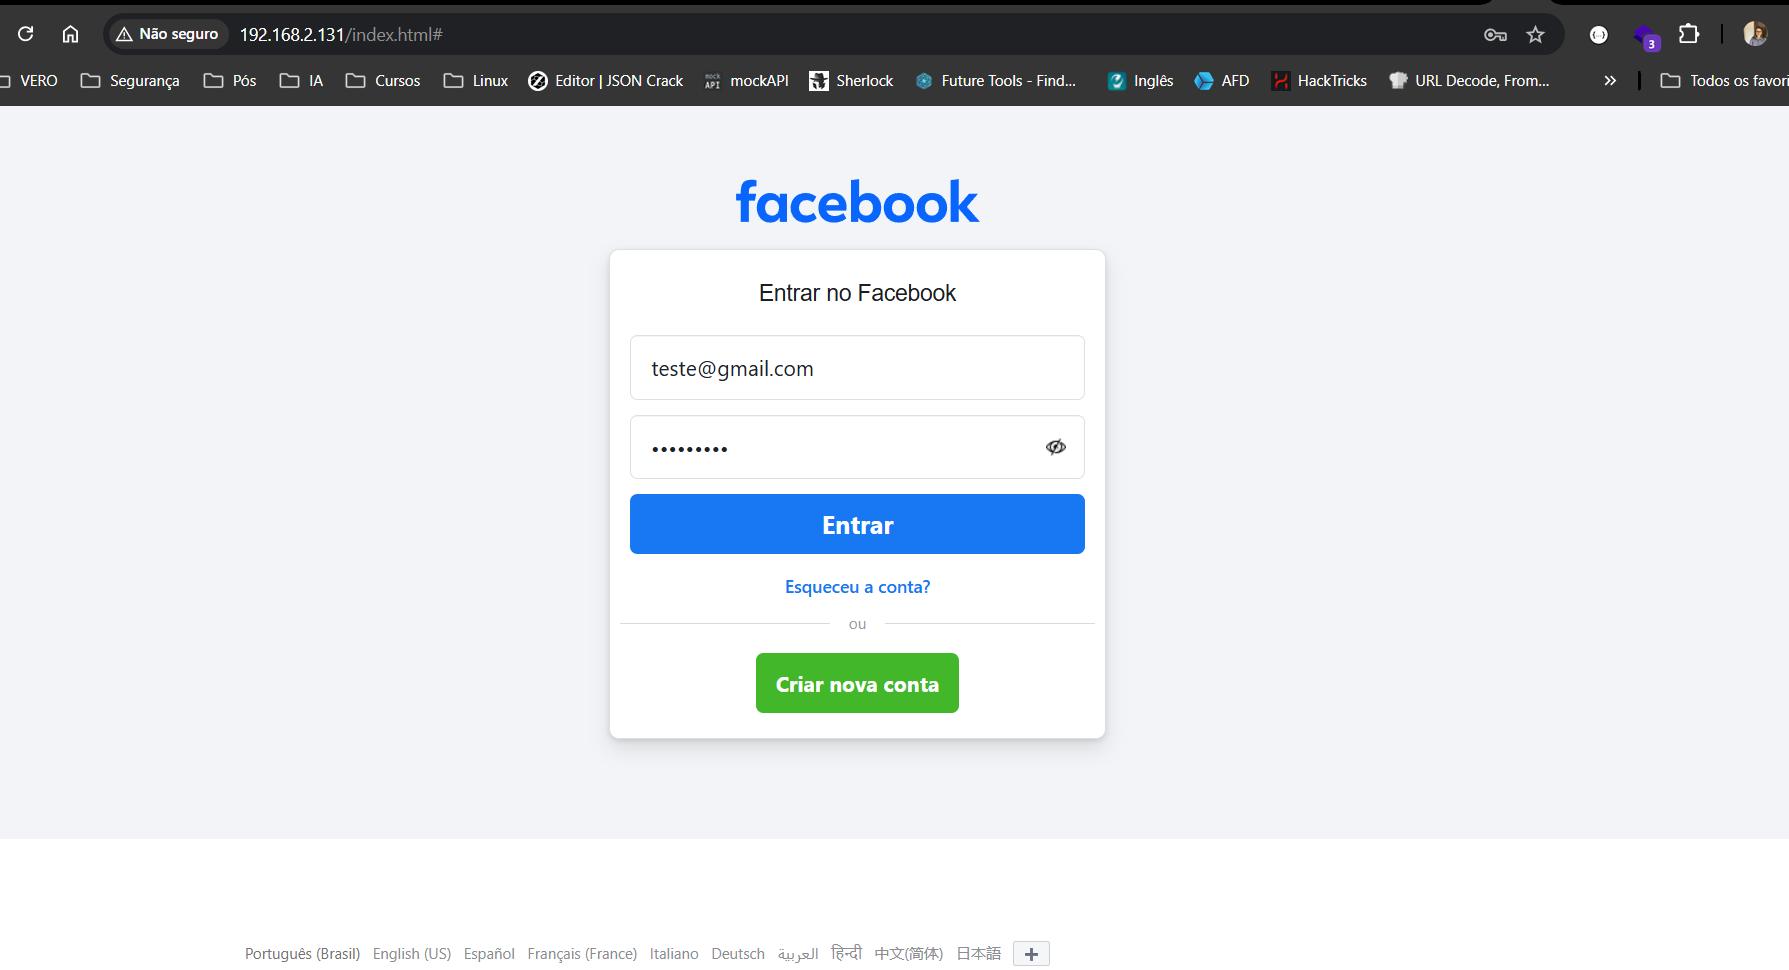 Não seguro 192.168.2.131/index.html# 3
VERO Segurança Pós IA Cursos Linux Editor | JSON Crack mock API mockAPI Sherlock Future Tools - Find... Inglês AFD HackTricks URL Decode, From... » Todos os favori
facebook
Entrar no Facebook
teste@gmail.com
•••••••••
Entrar
Esqueceu a conta?
ou
Criar nova conta
Português (Brasil) English (US) Español Français (France) Italiano Deutsch العربية हिन्दी 中文(简体) 日本語 +